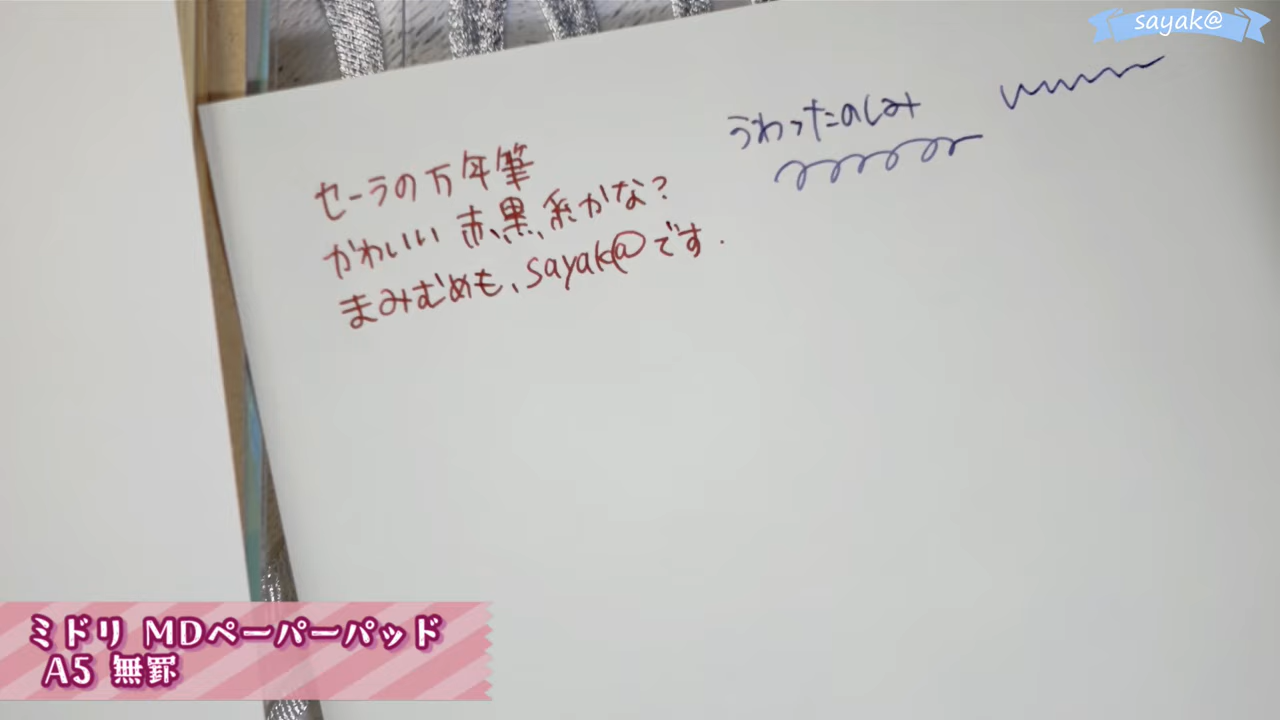 sayak@
うわったのしみ
セーラの万年筆
かわいい 赤、黒、系かな?
まみむめも、sayak@です.
ミドリ MDペーパーパッド
A5 無罫